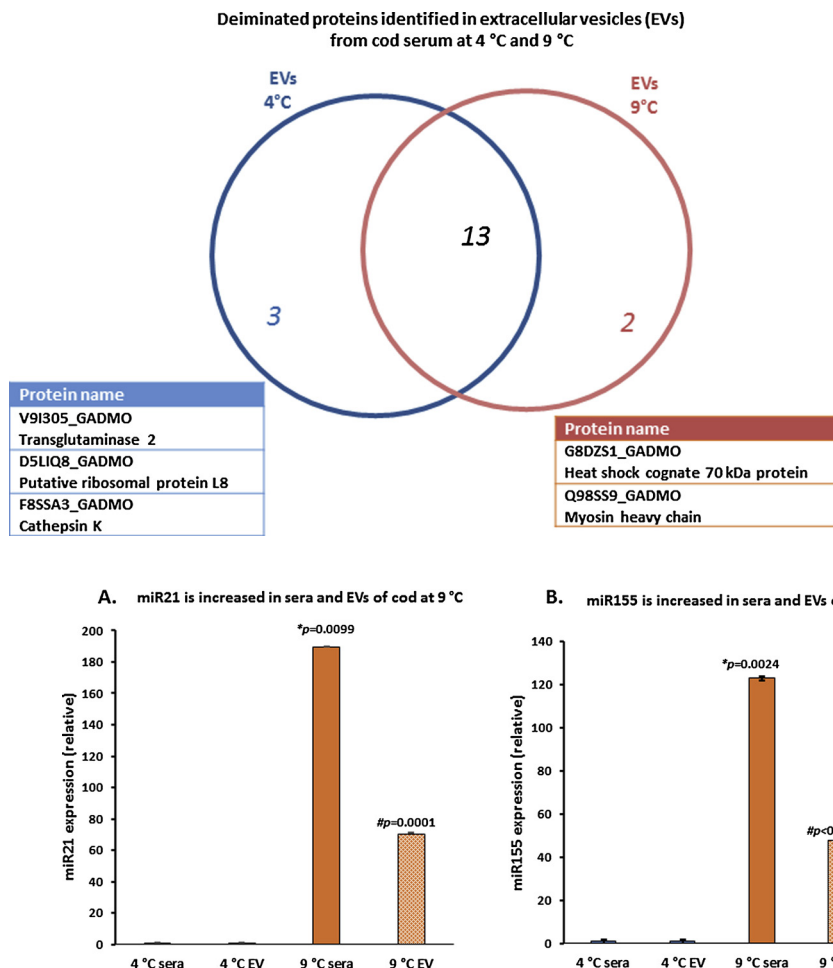 Deiminated proteins identified in extracellular vesicles (EVs)
from cod serum at 4 °C and 9 °C
EVs
4°C
EVs
9°C
13
3
2
Protein name
V9I305_GADMO
Transglutaminase 2
D5LIQ8_GADMO
Putative ribosomal protein L8
F8SSA3_GADMO
Cathepsin K
Protein name
G8DZS1_GADMO
Heat shock cognate 70 kDa protein
Q98SS9_GADMO
Myosin heavy chain
A. miR21 is increased in sera and EVs of cod at 9 °C
miR21 expression (relative)
200
180
160
140
120
100
80
60
40
20
0
*p=0.0099
#p=0.0001
4 °C sera 4 °C EV 9 °C sera 9 °C EV
B. miR155 is increased in sera and EVs o
miR155 expression (relative)
140
120
100
80
60
40
20
0
*p=0.0024
#p<0
4 °C sera 4 °C EV 9 °C sera 9 °C